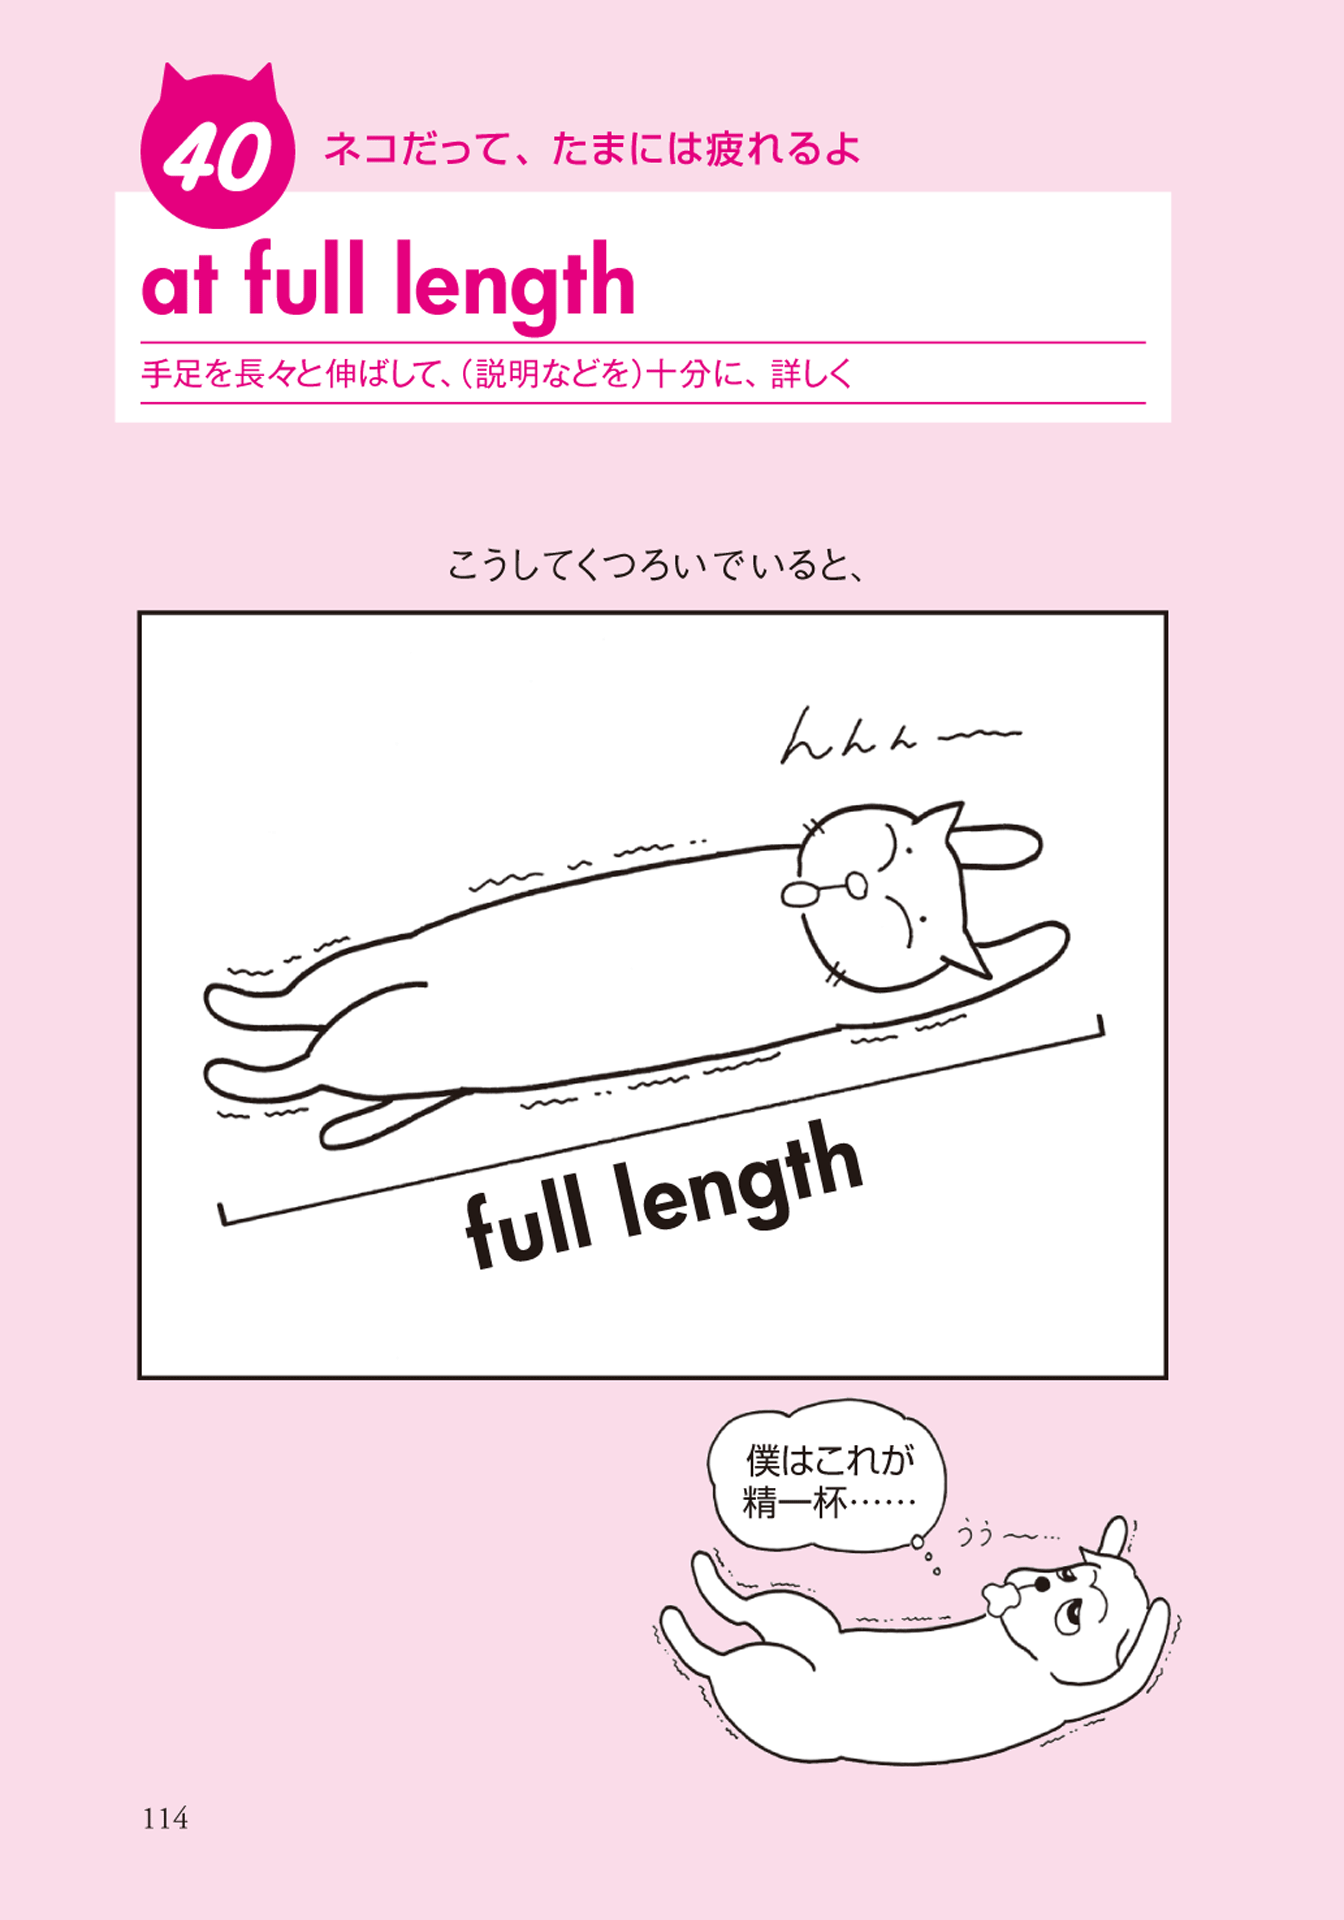 40
ネコだって、たまには疲れるよ
at full length
手足を長々と伸ばして、（説明などを）十分に、詳しく
こうしてくつろいでいると、
んんん〜
full length
僕はこれが
精一杯……
うぅ〜…
114